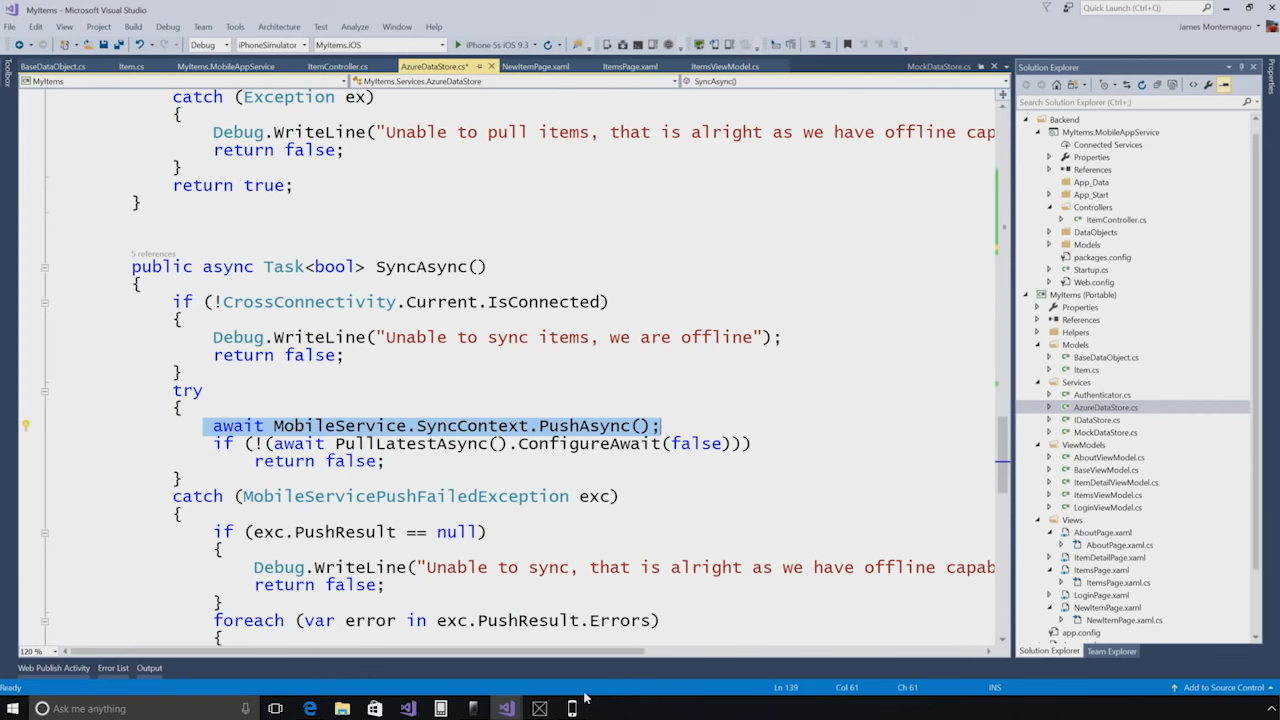 MyItems - Microsoft Visual Studio
Quick Launch (Ctrl+Q)
File Edit View Project Build Debug Team Tools Architecture Test Analyze Window Help
James Montemagno
Debug iPhoneSimulator MyItems.iOS iPhone 5s iOS 9.3
BaseDataObject.cs Item.cs MyItems.MobileAppService ItemController.cs AzureDataStore.cs* NewItemPage.xaml ItemsPage.xaml ItemsViewModel.cs MockDataStore.cs
MyItems MyItems.Services.AzureDataStore SyncAsync()
Toolbox
catch (Exception ex)
{
Debug.WriteLine("Unable to pull items, that is alright as we have offline cap
return false;
}
return true;
}
5 references
public async Task<bool> SyncAsync()
{
if (!CrossConnectivity.Current.IsConnected)
{
Debug.WriteLine("Unable to sync items, we are offline");
return false;
}
try
{
await MobileService.SyncContext.PushAsync();
if (!(await PullLatestAsync().ConfigureAwait(false)))
return false;
}
catch (MobileServicePushFailedException exc)
{
if (exc.PushResult == null)
{
Debug.WriteLine("Unable to sync, that is alright as we have offline capab
return false;
}
foreach (var error in exc.PushResult.Errors)
{
120 %
Solution Explorer
Search Solution Explorer (Ctrl+;)
Backend
MyItems.MobileAppService
Connected Services
Properties
References
App_Data
App_Start
Controllers
ItemController.cs
DataObjects
Models
packages.config
Startup.cs
Web.config
MyItems (Portable)
Properties
References
Helpers
Models
BaseDataObject.cs
Item.cs
Services
Authenticator.cs
AzureDataStore.cs
IDataStore.cs
MockDataStore.cs
ViewModels
AboutViewModel.cs
BaseViewModel.cs
ItemDetailViewModel.cs
ItemsViewModel.cs
LoginViewModel.cs
Views
AboutPage.xaml
AboutPage.xaml.cs
ItemDetailPage.xaml
ItemsPage.xaml
ItemsPage.xaml.cs
LoginPage.xaml
NewItemPage.xaml
NewItemPage.xaml.cs
app.config
Solution Explorer Team Explorer
Properties
Web Publish Activity Error List Output
Ready Ln 139 Col 61 Ch 61 INS Add to Source Control
Ask me anything